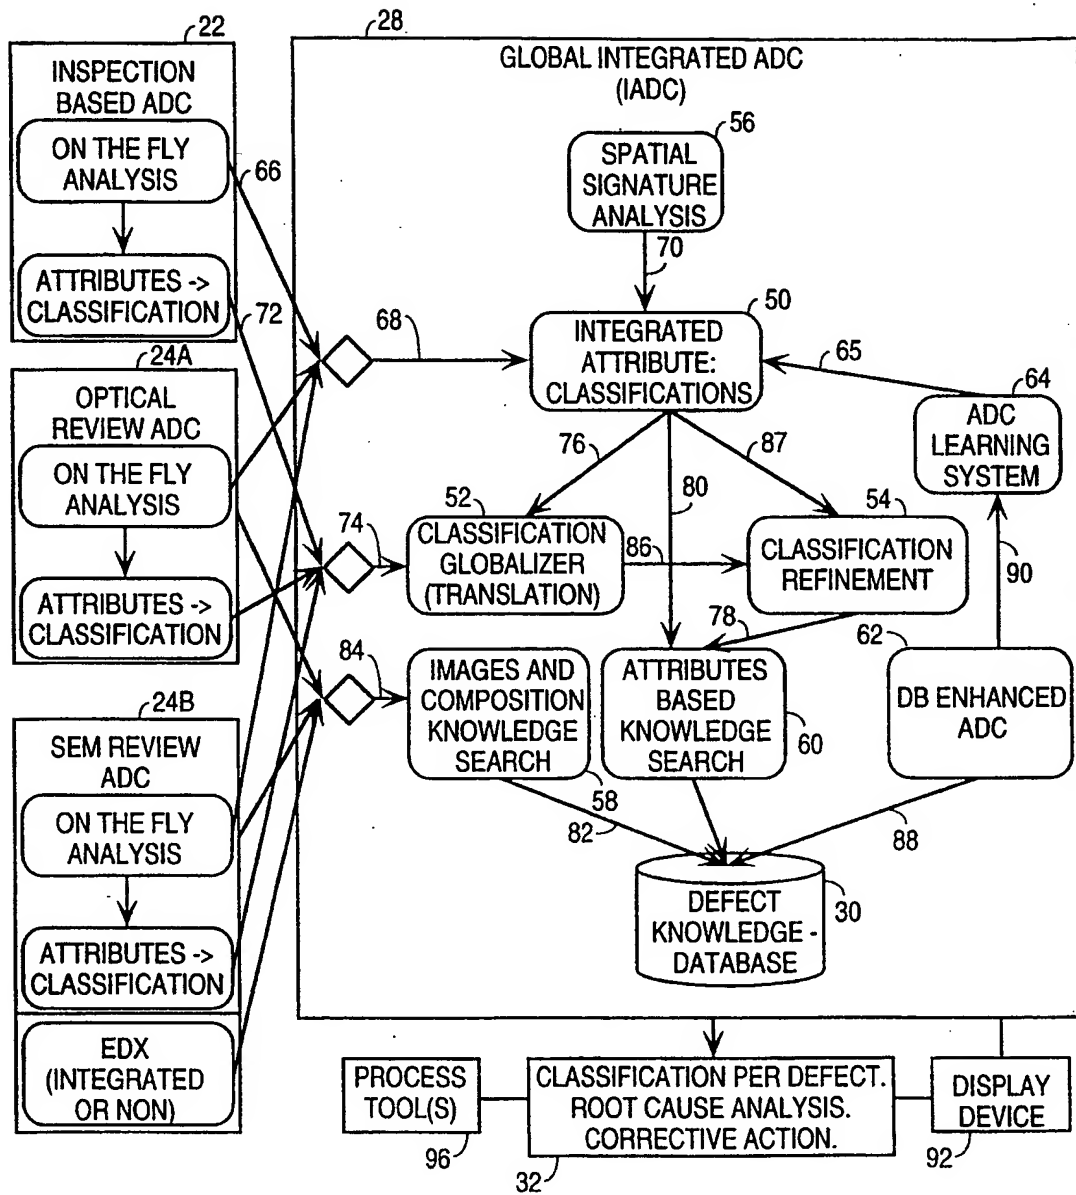 22
INSPECTION
BASED ADC
ON THE FLY
ANALYSIS
66
ATTRIBUTES ->
CLASSIFICATION
72
24A
OPTICAL
REVIEW ADC
ON THE FLY
ANALYSIS
ATTRIBUTES ->
CLASSIFICATION
24B
SEM REVIEW
ADC
ON THE FLY
ANALYSIS
ATTRIBUTES ->
CLASSIFICATION
EDX
(INTEGRATED
OR NON)
28
GLOBAL INTEGRATED ADC
(IADC)
56
SPATIAL
SIGNATURE
ANALYSIS
70
50
68
INTEGRATED
ATTRIBUTE:
CLASSIFICATIONS
65
64
ADC
LEARNING
SYSTEM
76
87
80
52
54
74
CLASSIFICATION
GLOBALIZER
(TRANSLATION)
86
CLASSIFICATION
REFINEMENT
90
78
62
84
IMAGES AND
COMPOSITION
KNOWLEDGE
SEARCH
58
ATTRIBUTES
BASED
KNOWLEDGE
SEARCH
60
DB ENHANCED
ADC
82
88
DEFECT
KNOWLEDGE -
DATABASE
30
PROCESS
TOOL(S)
96
CLASSIFICATION PER DEFECT.
ROOT CAUSE ANALYSIS.
CORRECTIVE ACTION.
32
DISPLAY
DEVICE
92